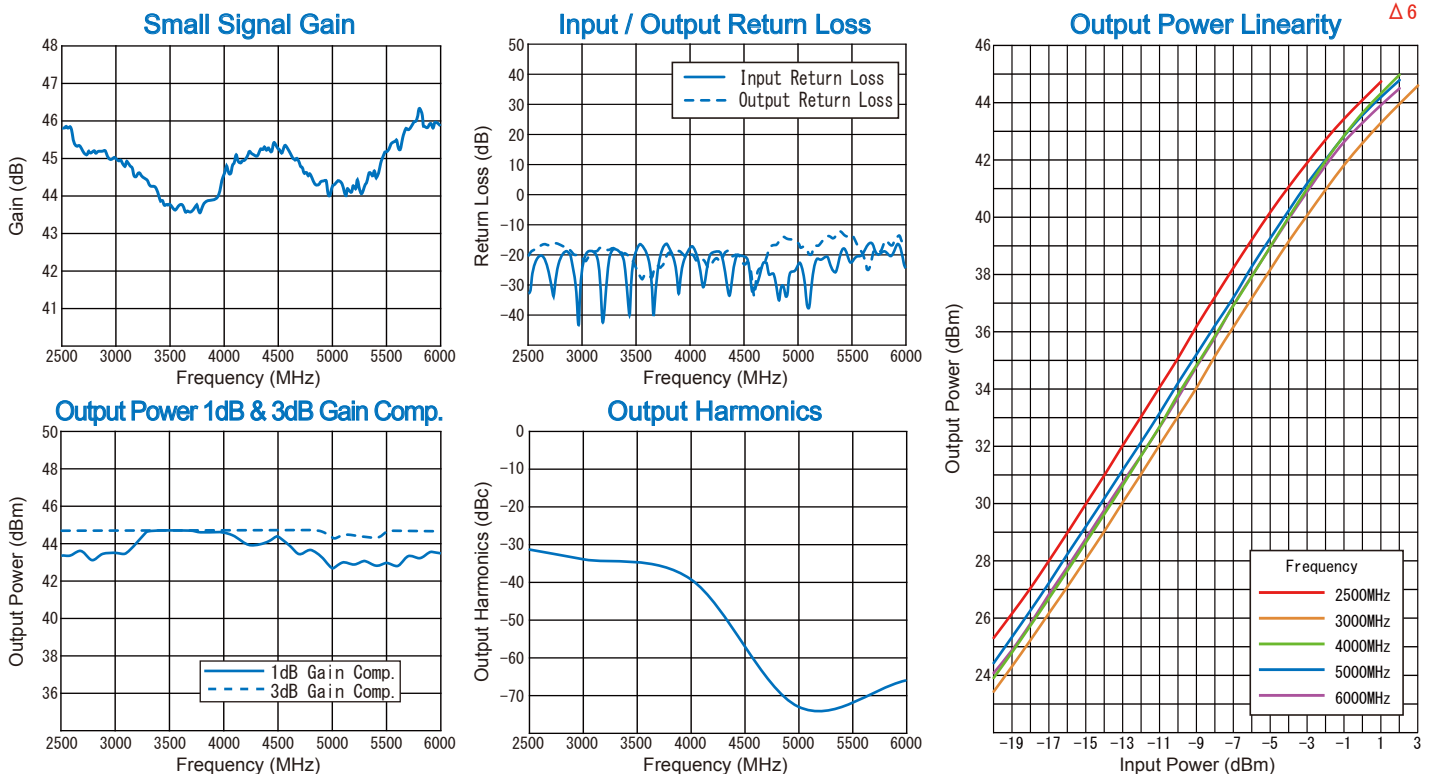 Small Signal Gain
48
47
46
45
44
43
42
41
Gain (dB)
2500 3000 3500 4000 4500 5000 5500 6000
Frequency (MHz)
Input / Output Return Loss
50
40
30
20
10
0
−10
−20
−30
−40
Return Loss (dB)
Input Return Loss
Output Return Loss
2500 3000 3500 4000 4500 5000 5500 6000
Frequency (MHz)
Output Power 1dB & 3dB Gain Comp.
50
48
46
44
42
40
38
36
Output Power (dBm)
1dB Gain Comp.
3dB Gain Comp.
2500 3000 3500 4000 4500 5000 5500 6000
Frequency (MHz)
Output Harmonics
0
−10
−20
−30
−40
−50
−60
−70
Output Harmonics (dBc)
2500 3000 3500 4000 4500 5000 5500 6000
Frequency (MHz)
Δ6
Output Power Linearity
46
44
42
40
38
36
34
32
30
28
26
24
Output Power (dBm)
Frequency
2500MHz
3000MHz
4000MHz
5000MHz
6000MHz
−19 −17 −15 −13 −11 −9 −7 −5 −3 −1 1 3
Input Power (dBm)